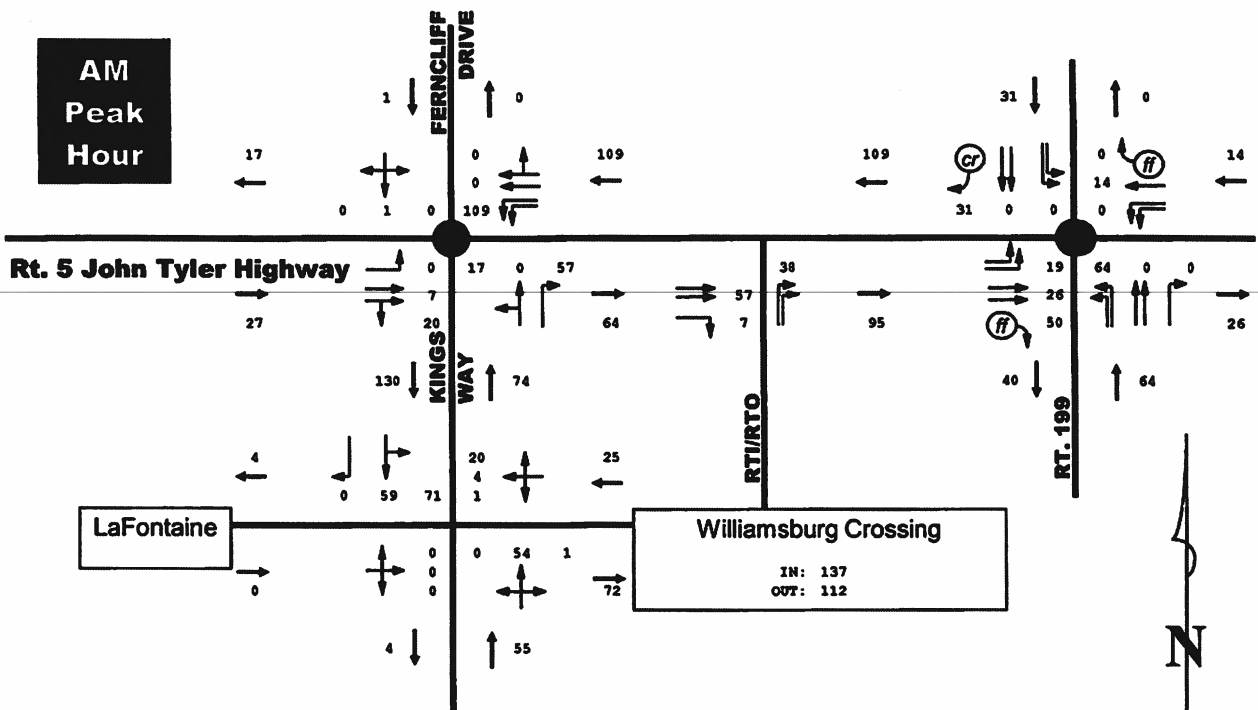 FERNCLIFF
DRIVE
AM
Peak
Hour
1 0 31 0
17 0 109 109 cr 0 ff 14
0 14
0 1 0 109 31 0 0 0
Rt. 5 John Tyler Highway 0 17 0 57 38 19 64 0 0
7 57 26
27 20 64 7 95 ff 50 26
KINGS
WAY
130 74 40 64
RTI/RTO
RT. 199
4 20 25
4
0 59 71 1
LaFontaine
Williamsburg Crossing
0 0 54 1
0 IN: 137
0 0 72 OUT: 112
4 55
N